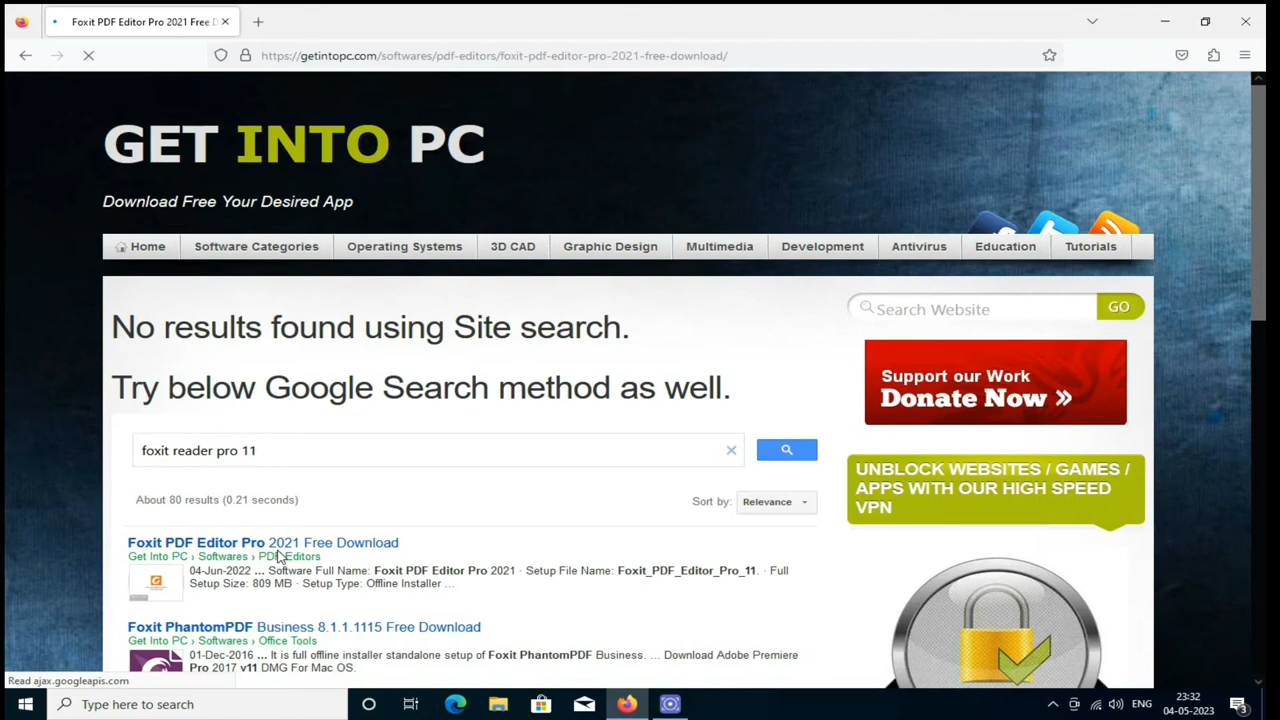 Foxit PDF Editor Pro 2021 Free D
https://getintopc.com/softwares/pdf-editors/foxit-pdf-editor-pro-2021-free-download/
GET INTO PC
Download Free Your Desired App
Home
Software Categories
Operating Systems
3D CAD
Graphic Design
Multimedia
Development
Antivirus
Education
Tutorials
No results found using Site search.
Try below Google Search method as well.
foxit reader pro 11
About 80 results (0.21 seconds)
Sort by:
Relevance
Foxit PDF Editor Pro 2021 Free Download
Get Into PC › Softwares › PDF Editors
04-Jun-2022 ... Software Full Name: Foxit PDF Editor Pro 2021 · Setup File Name: Foxit_PDF_Editor_Pro_11. · Full
Setup Size: 809 MB · Setup Type: Offline Installer ...
Foxit PhantomPDF Business 8.1.1.1115 Free Download
Get Into PC › Softwares › Office Tools
01-Dec-2016 ... It is full offline installer standalone setup of Foxit PhantomPDF Business. ... Download Adobe Premiere
Pro 2017 v11 DMG For Mac OS.
Search Website
GO
Support our Work
Donate Now »
UNBLOCK WEBSITES / GAMES /
APPS WITH OUR HIGH SPEED
VPN
Read ajax.googleapis.com
Type here to search
ENG
23:32
04-05-2023
3